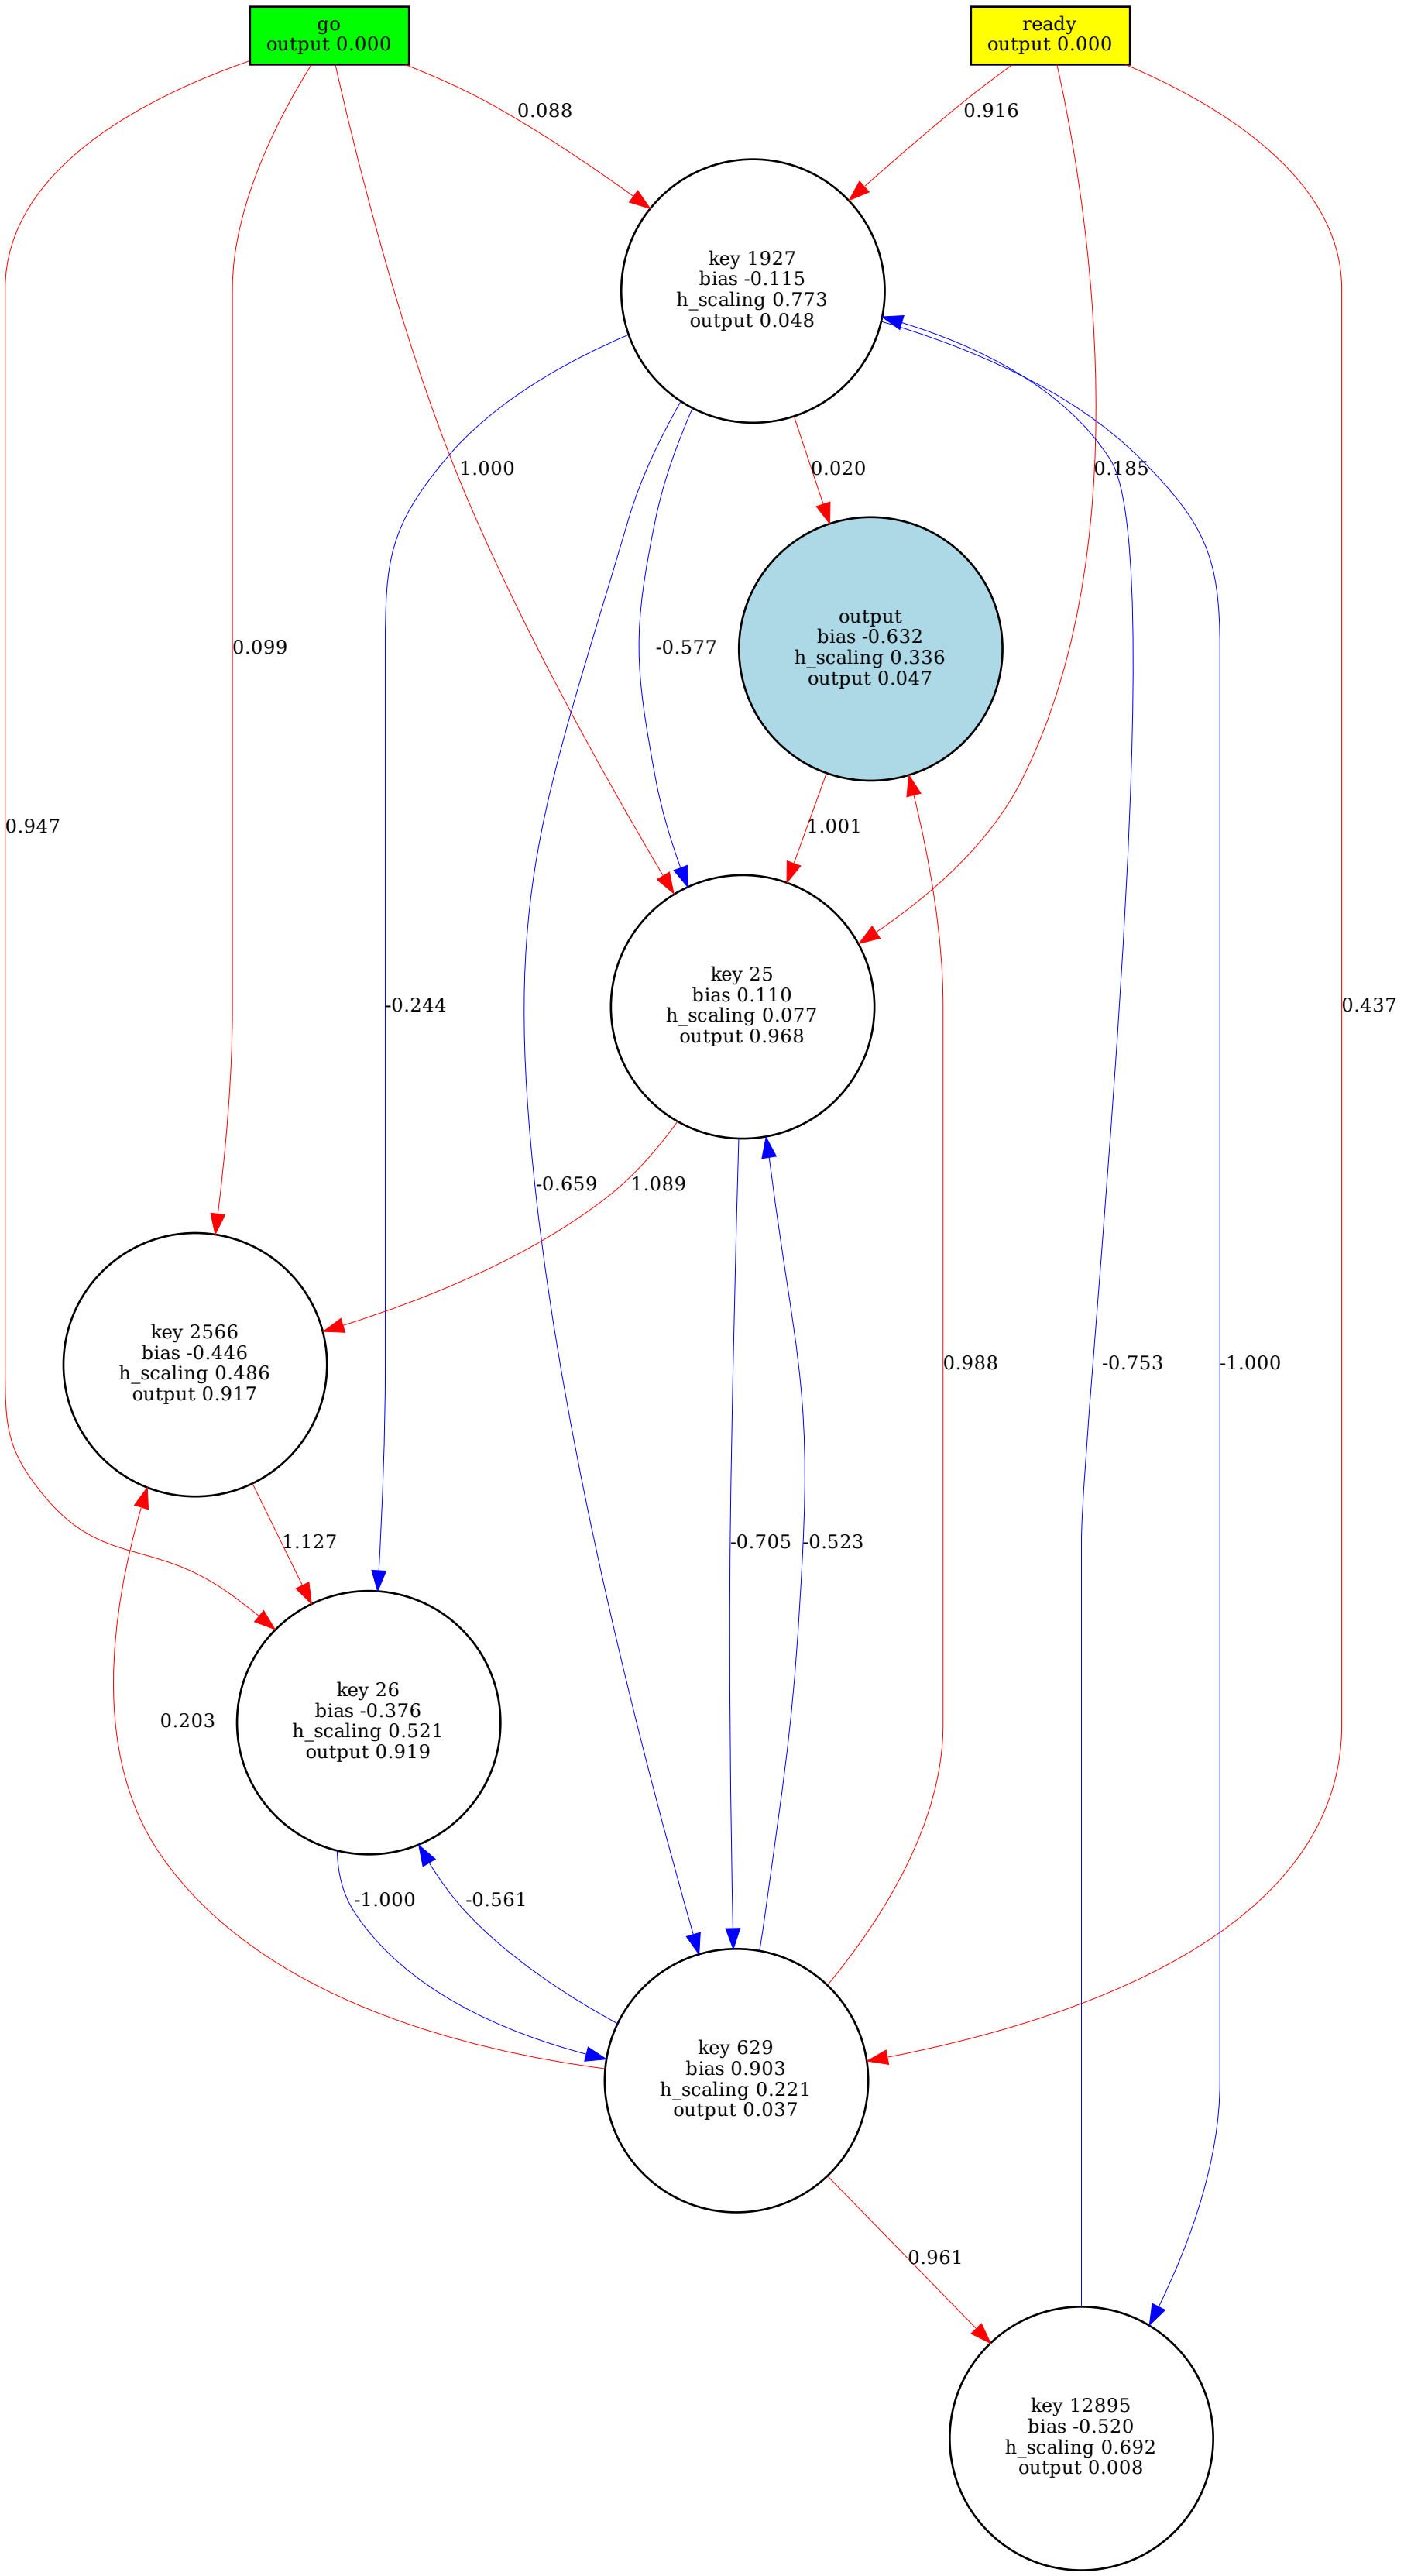 go
output 0.000
ready
output 0.000
0.088
0.916
key 1927
bias -0.115
h_scaling 0.773
output 0.048
1.000
0.020
0.185
output
bias -0.632
h_scaling 0.336
output 0.047
0.099
-0.577
0.947
1.001
key 25
bias 0.110
h_scaling 0.077
output 0.968
-0.244
0.437
-0.659
1.089
key 2566
bias -0.446
h_scaling 0.486
output 0.917
0.988
-0.753
-1.000
1.127
-0.705
-0.523
key 26
bias -0.376
h_scaling 0.521
output 0.919
0.203
-1.000
-0.561
key 629
bias 0.903
h_scaling 0.221
output 0.037
0.961
key 12895
bias -0.520
h_scaling 0.692
output 0.008